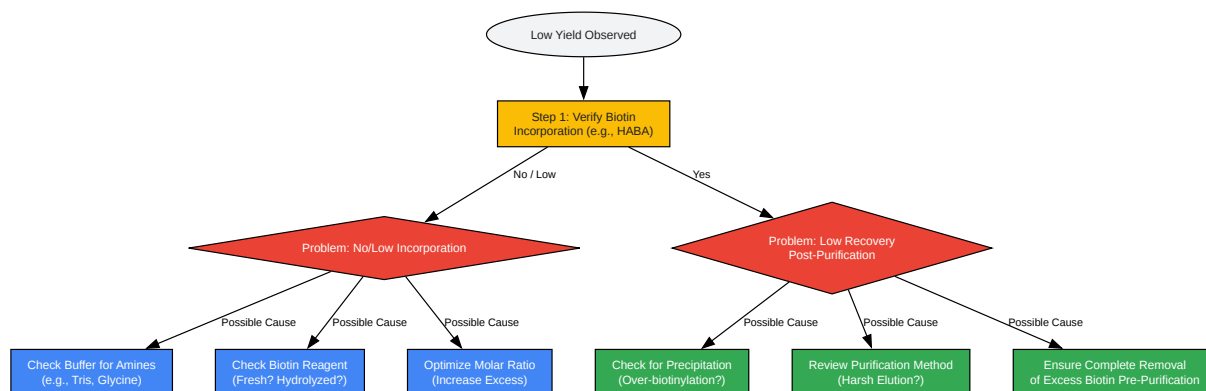 Low Yield Observed
Step 1: Verify Biotin
Incorporation (e.g., HABA)
No / Low
Yes
Problem: No/Low Incorporation
Problem: Low Recovery
Post-Purification
Possible Cause
Possible Cause
Possible Cause
Possible Cause
Possible Cause
Possible Cause
Check Buffer for Amines
(e.g., Tris, Glycine)
Check Biotin Reagent
(Fresh? Hydrolyzed?)
Optimize Molar Ratio
(Increase Excess)
Check for Precipitation
(Over-biotinylation?)
Review Purification Method
(Harsh Elution?)
Ensure Complete Removal
of Excess Biotin Pre-Purification